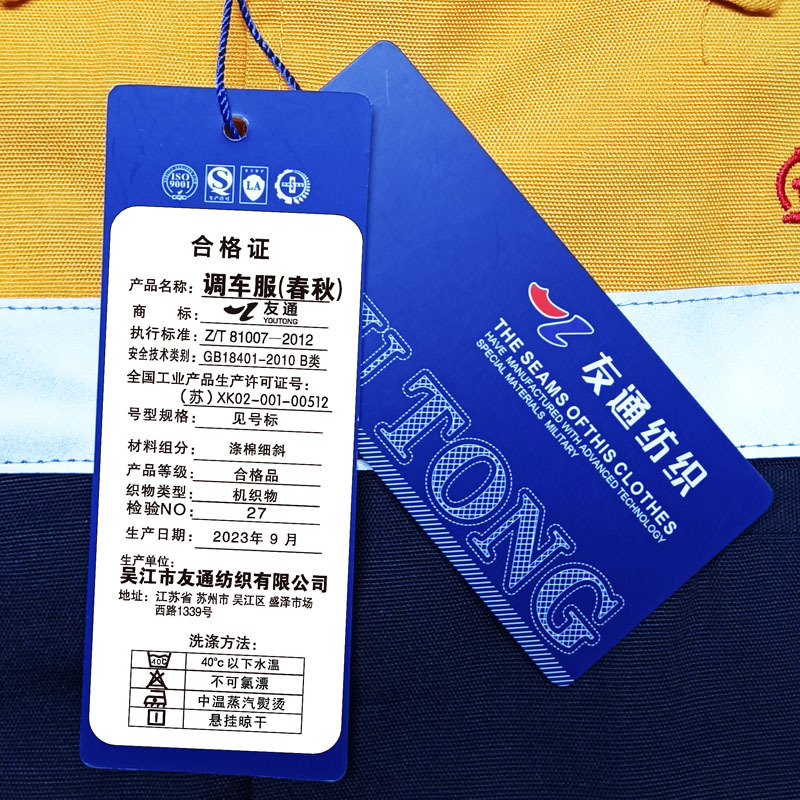 ISO
9001
LA
合格证
产品名称： 调车服(春秋)
商 标： 友通
YOUTONG
执行标准： Z/T 81007—2012
安全技术类别： GB18401-2010 B类
全国工业产品生产许可证号：
(苏) XK02-001-00512
号型规格： 见号标
材料组分： 涤棉细斜
产品等级： 合格品
织物类型： 机织物
检验NO： 27
生产日期： 2023年 9 月
生产单位：
吴江市友通纺织有限公司
地址： 江苏省 苏州市 吴江区 盛泽市场
西路1339号
洗涤方法：
40℃以下水温
不可氯漂
中温蒸汽熨烫
悬挂晾干
友通纺织
THE SEAMS OFTHIS CLOTHES
HAVE MANUFACTURED WITH ADVANCED TECHNOLOGY
SPECIAL MATERIALS MILITARY
TONG